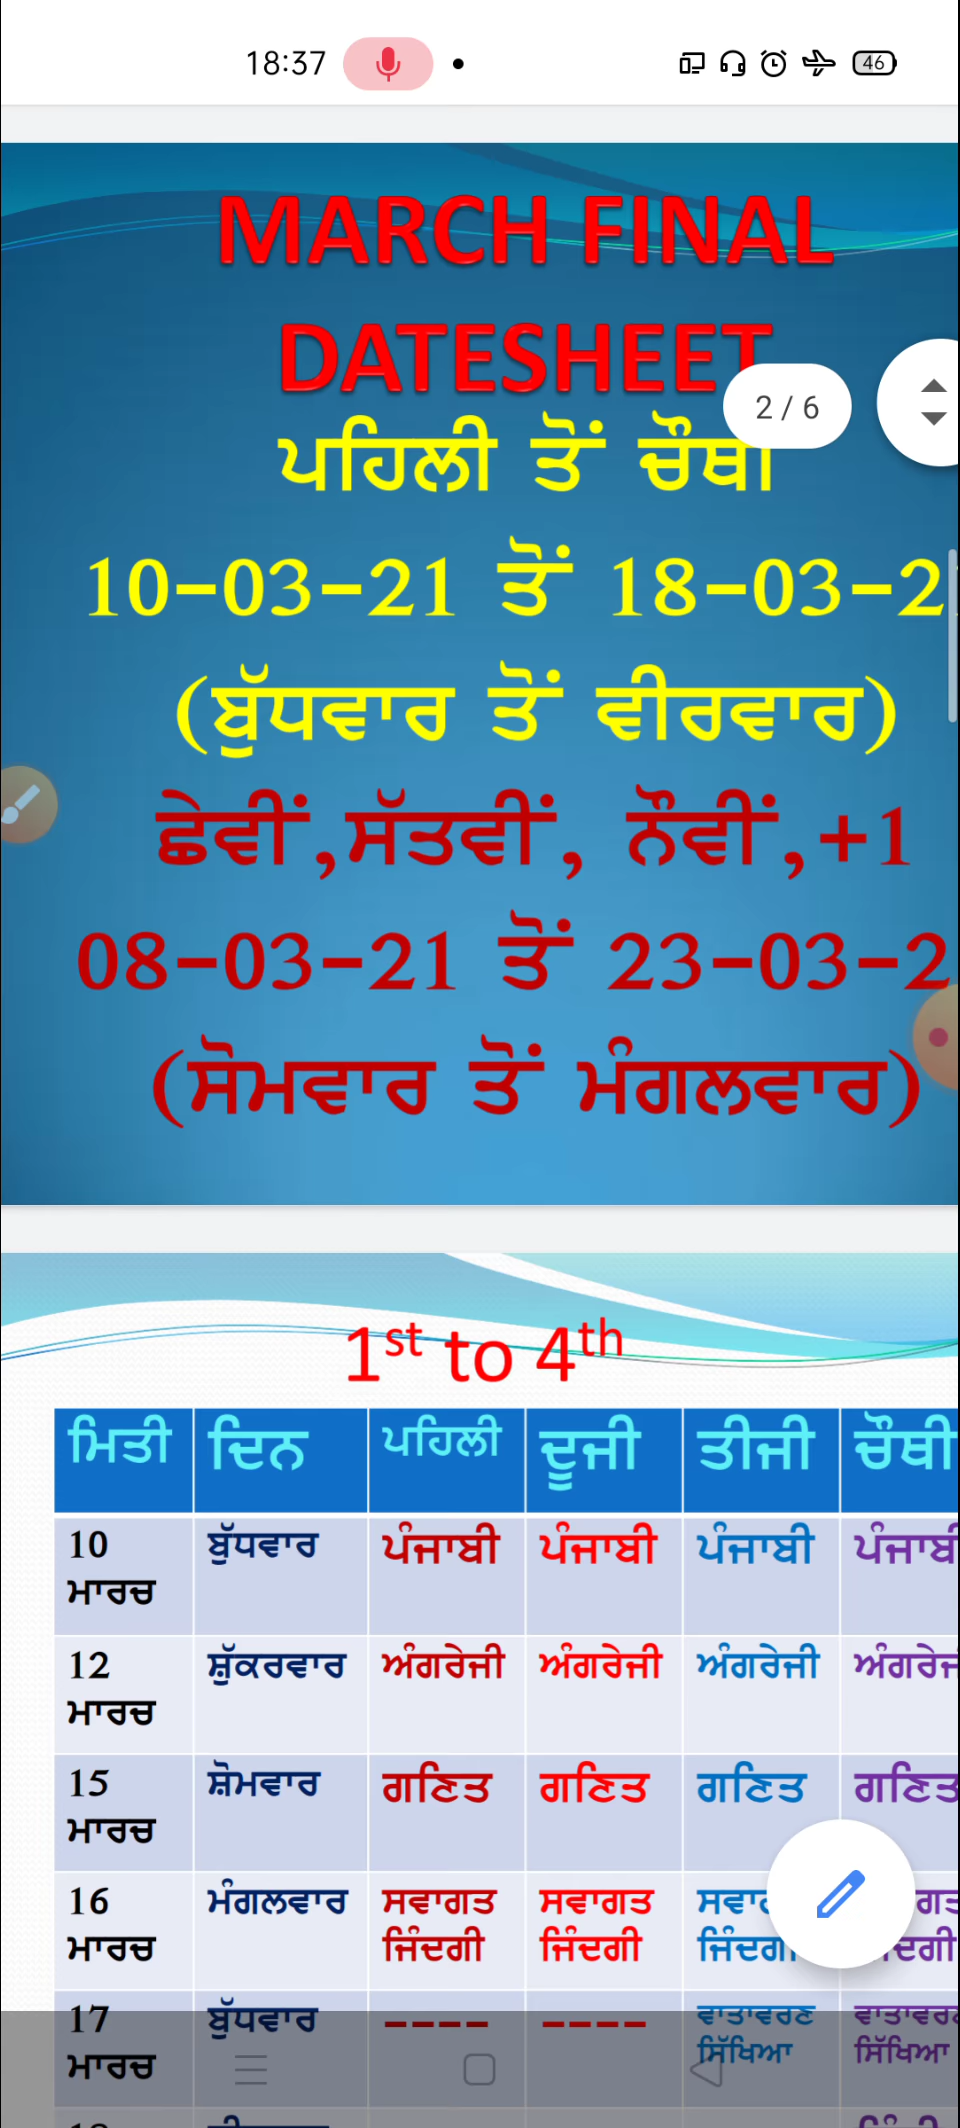 18:37
46
MARCH FINAL
DATESHEET
2 / 6
ਪਹਿਲੀ ਤੋਂ ਚੌਥੀ
10-03-21 ਤੋਂ 18-03-2
(ਬੁੱਧਵਾਰ ਤੋਂ ਵੀਰਵਾਰ)
ਛੇਵੀਂ,ਸੱਤਵੀਂ, ਨੌਵੀਂ,+1
08-03-21 ਤੋਂ 23-03-2
(ਸੋਮਵਾਰ ਤੋਂ ਮੰਗਲਵਾਰ)
1st to 4th
ਮਿਤੀ ਦਿਨ ਪਹਿਲੀ ਦੂਜੀ ਤੀਜੀ ਚੌਥੀ
10 ਬੁੱਧਵਾਰ ਪੰਜਾਬੀ ਪੰਜਾਬੀ ਪੰਜਾਬੀ ਪੰਜਾਬੀ
ਮਾਰਚ
12 ਸ਼ੁੱਕਰਵਾਰ ਅੰਗਰੇਜੀ ਅੰਗਰੇਜੀ ਅੰਗਰੇਜੀ
ਮਾਰਚ
15 ਸ਼ੋਮਵਾਰ ਗਣਿਤ ਗਣਿਤ ਗਣਿਤ ਗਣਿਤ
ਮਾਰਚ
16 ਮੰਗਲਵਾਰ ਸਵਾਗਤ ਸਵਾਗਤ
ਮਾਰਚ ਜਿੰਦਗੀ ਜਿੰਦਗੀ ਜਿੰਦਗੀ
17 ਬੁੱਧਵਾਰ ---- ---- ਵਾਤਾਵਰਣ
ਮਾਰਚ ਸਿੱਖਿਆ ਸਿੱਖਿਆ